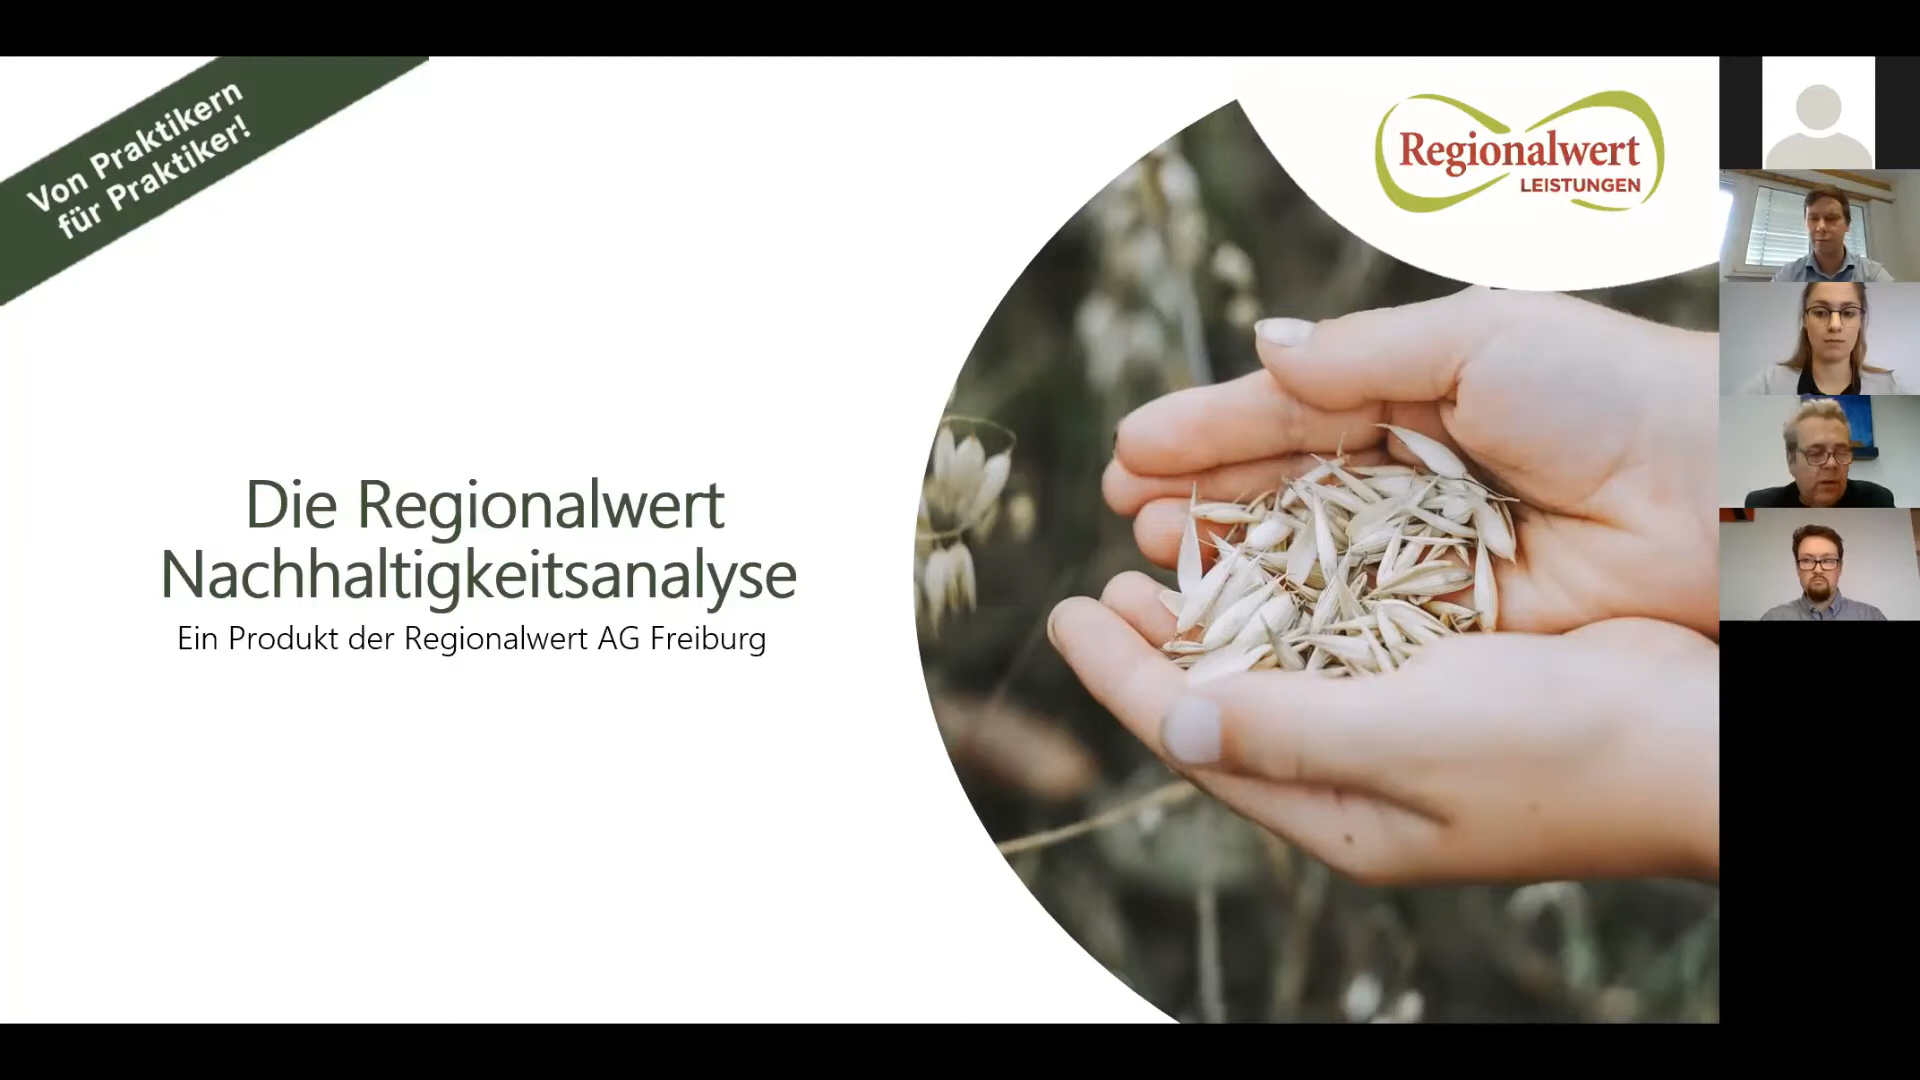 Von Praktikern
für Praktiker!
Regionalwert
LEISTUNGEN
Die Regionalwert
Nachhaltigkeitsanalyse
Ein Produkt der Regionalwert AG Freiburg